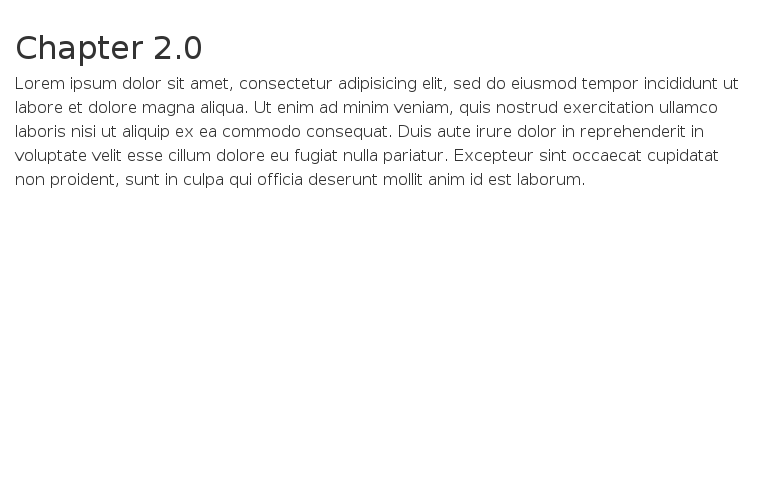 Chapter 2.0
Lorem ipsum dolor sit amet, consectetur adipisicing elit, sed do eiusmod tempor incididunt ut
labore et dolore magna aliqua. Ut enim ad minim veniam, quis nostrud exercitation ullamco
laboris nisi ut aliquip ex ea commodo consequat. Duis aute irure dolor in reprehenderit in
voluptate velit esse cillum dolore eu fugiat nulla pariatur. Excepteur sint occaecat cupidatat
non proident, sunt in culpa qui officia deserunt mollit anim id est laborum.